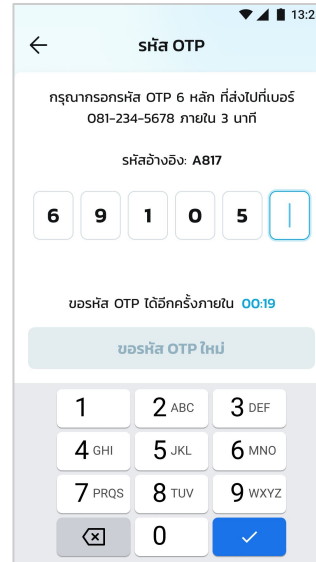 13:2
รหัส OTP
กรุณากรอกรหัส OTP 6 หลัก ที่ส่งไปที่เบอร์
081-234-5678 ภายใน 3 นาที
รหัสอ้างอิง: A817
6 9 1 0 5
ขอรหัส OTP ได้อีกครั้งภายใน 00:19
ขอรหัส OTP ใหม่
1 2 ABC 3 DEF
4 GHI 5 JKL 6 MNO
7 PRQS 8 TUV 9 WXYZ
0